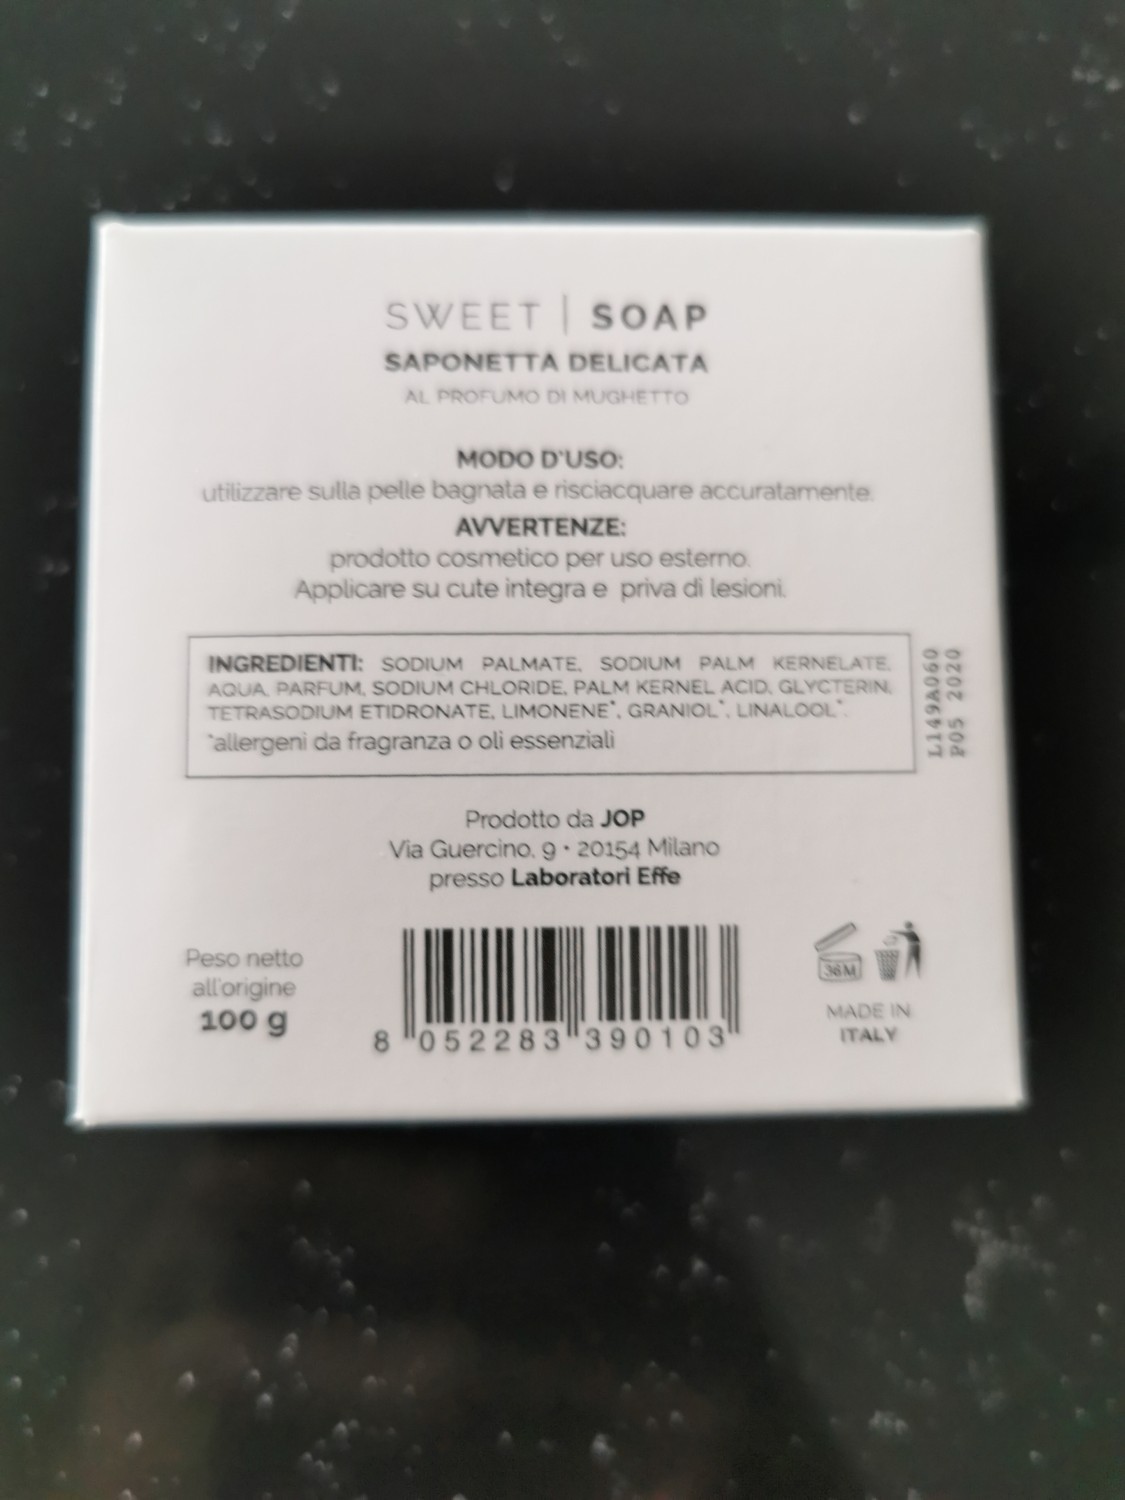 SWEET | SOAP
SAPONETTA DELICATA
AL PROFUMO DI MUGHETTO
MODO D'USO:
utilizzare sulla pelle bagnata e risciacquare accuratamente.
AVVERTENZE:
prodotto cosmetico per uso esterno.
Applicare su cute integra e priva di lesioni.
INGREDIENTI: SODIUM PALMATE, SODIUM PALM KERNELATE,
AQUA, PARFUM, SODIUM CHLORIDE, PALM KERNEL ACID, GLYCTERIN,
TETRASODIUM ETIDRONATE, LIMONENE*, GRANIOL*, LINALOOL*.
*allergeni da fragranza o oli essenziali
L149A060
P05 2020
Prodotto da JOP
Via Guercino, 9 • 20154 Milano
presso Laboratori Effe
Peso netto
all'origine
100 g
8 052283 390103
36M
MADE IN
ITALY